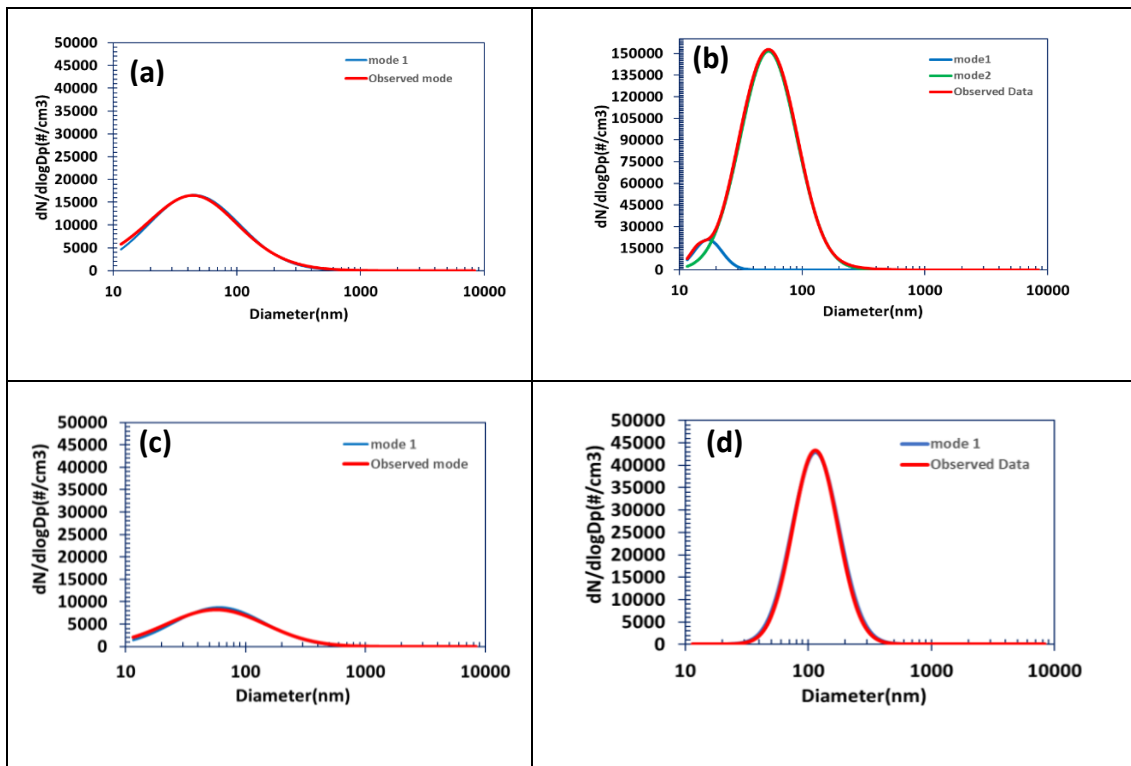 (a)
dN/dlogDp(#/cm3)
50000
45000
40000
35000
30000
25000
20000
15000
10000
5000
0
mode 1
Observed mode
10 100 1000 10000
Diameter(nm)
(b)
dN/dlogDp(#/cm3)
150000
135000
120000
105000
90000
75000
60000
45000
30000
15000
0
mode1
mode2
Observed Data
10 100 1000 10000
Diameter(nm)
(c)
dN/dlogDp(#/cm3)
50000
45000
40000
35000
30000
25000
20000
15000
10000
5000
0
mode 1
Observed mode
10 100 1000 10000
Diameter(nm)
(d)
dN/dlogDp(#/cm3)
50000
45000
40000
35000
30000
25000
20000
15000
10000
5000
0
mode 1
Observed Data
10 100 1000 10000
Diameter(nm)